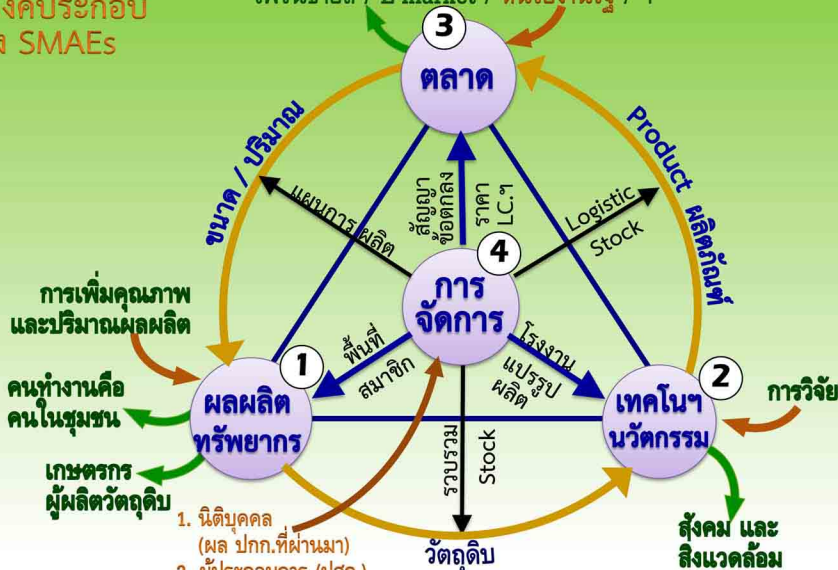 ง SMAEs
3
ตลาด
ขนาด / ปริมาณ
Product ผลิตภัณฑ์
แผนการ ผลิต
สัญญา
ข้อตกลง
ราคา
LC.ฯ
Logistic
Stock
4
การ
จัดการ
การเพิ่มคุณภาพ
และปริมาณผลผลิต
1
ผลผลิต
ทรัพยากร
พื้นที่
สมาชิก
โรงงาน
แปรรูป
ผลิต
2
เทคโนฯ
นวัตกรรม
การวิจัย
คนทำงานคือ
คนในชุมชน
เกษตรกร
ผู้ผลิตวัตถุดิบ
รวบรวม
Stock
วัตถุดิบ
สังคม และ
สิ่งแวดล้อม
1. นิติบุคคล
(ผล ปกก.ที่ผ่านมา)